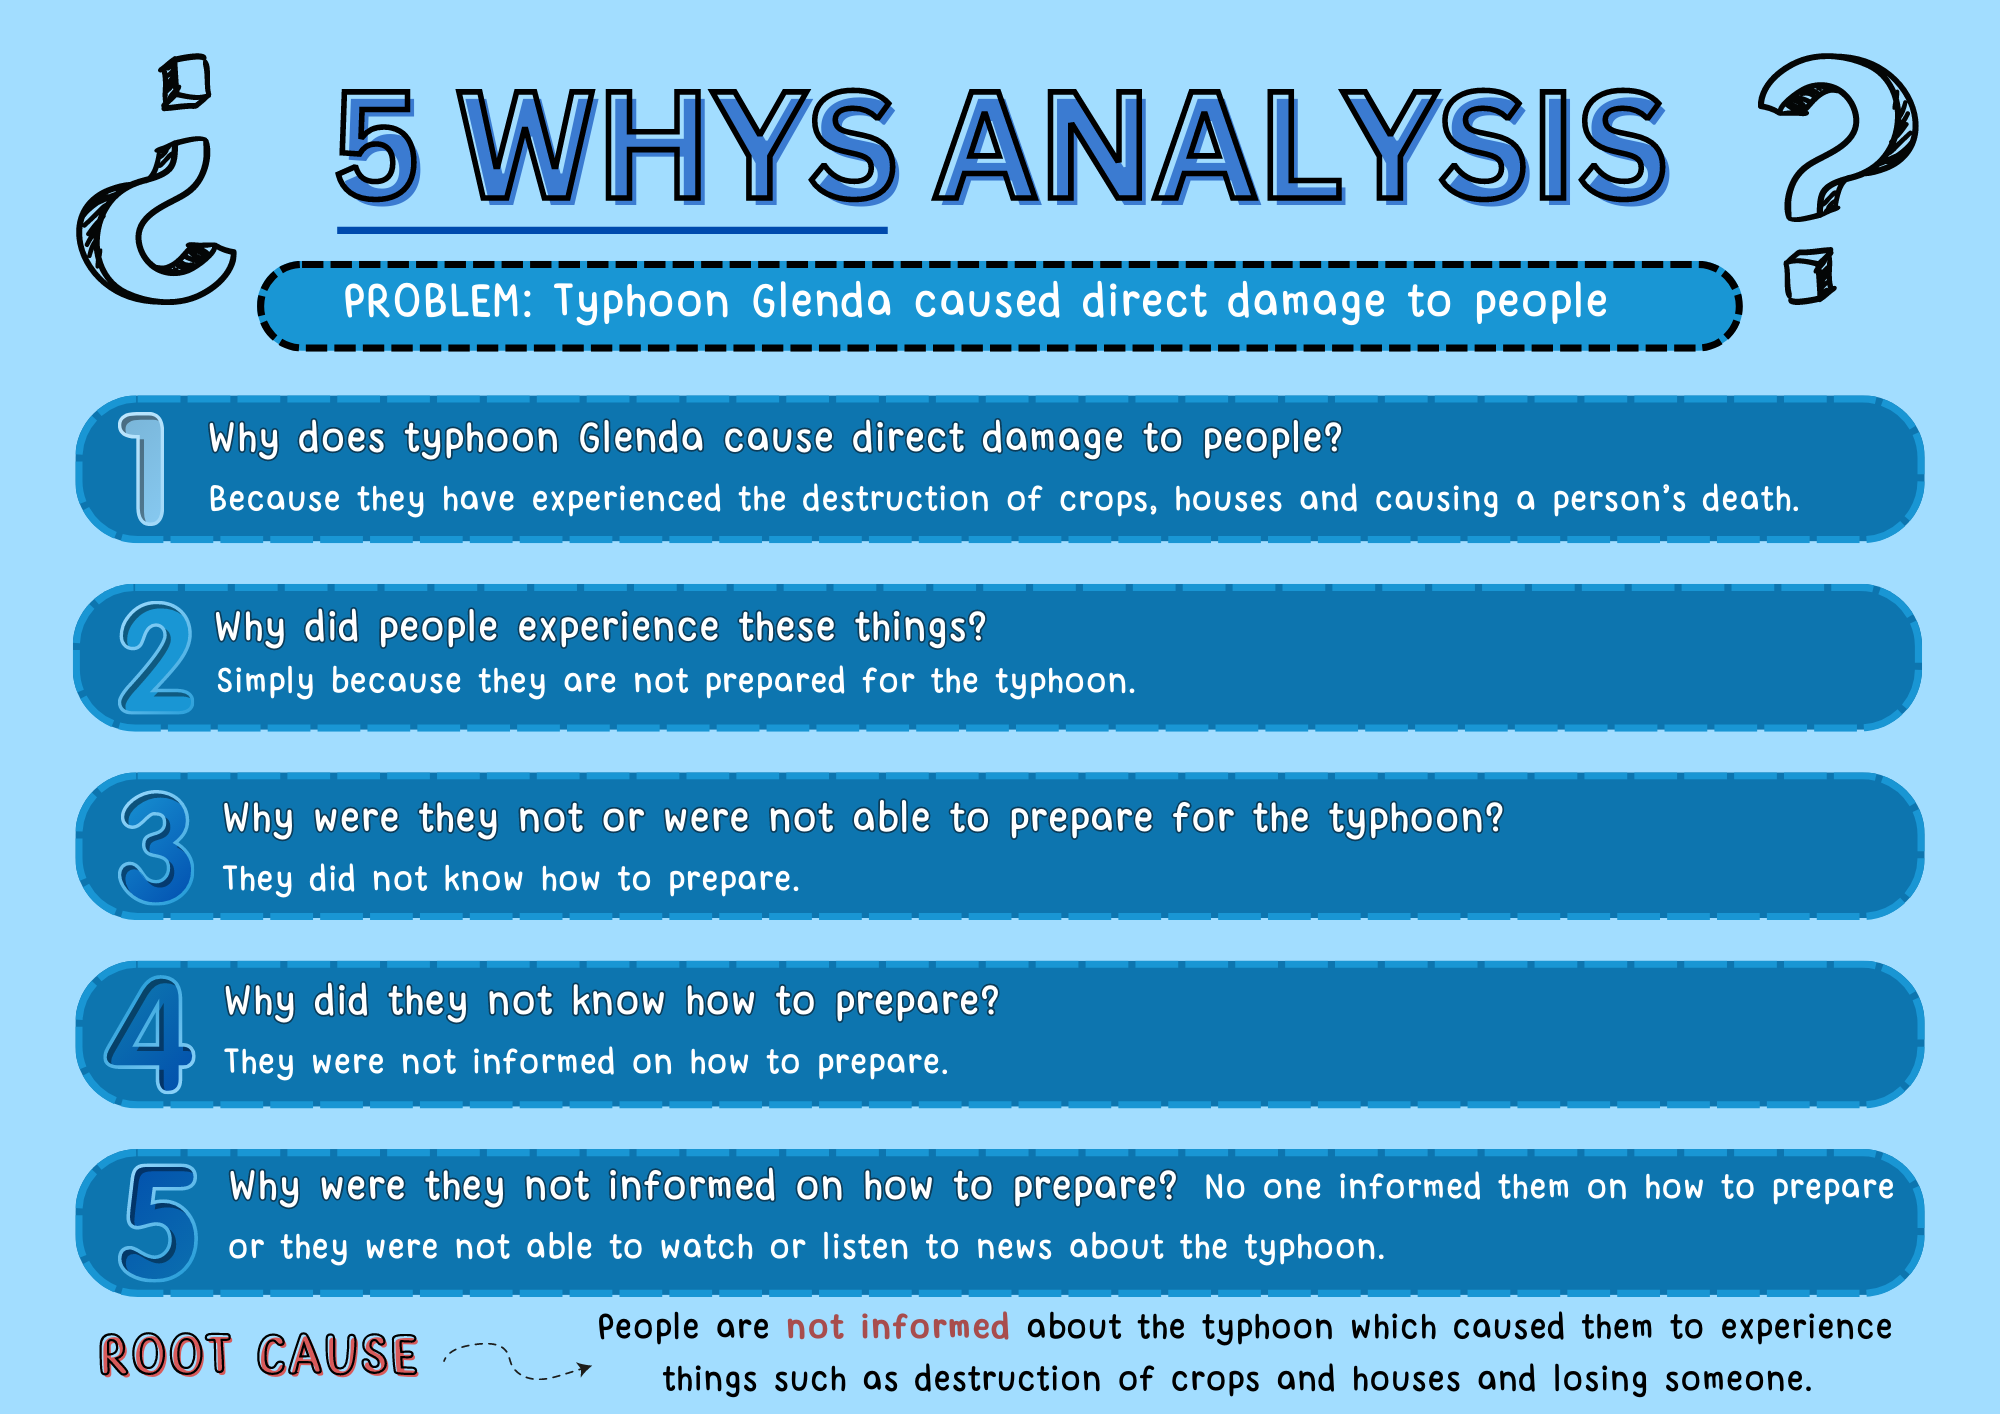 5 WHYS ANALYSIS
PROBLEM: Typhoon Glenda caused direct damage to people
1
Why does typhoon Glenda cause direct damage to people?
Because they have experienced the destruction of crops, houses and causing a person's death.
2
Why did people experience these things?
Simply because they are not prepared for the typhoon.
3
Why were they not or were not able to prepare for the typhoon?
They did not know how to prepare.
4
Why did they not know how to prepare?
They were not informed on how to prepare.
5
Why were they not informed on how to prepare? No one informed them on how to prepare
or they were not able to watch or listen to news about the typhoon.
ROOT CAUSE
People are not informed about the typhoon which caused them to experience
things such as destruction of crops and houses and losing someone.